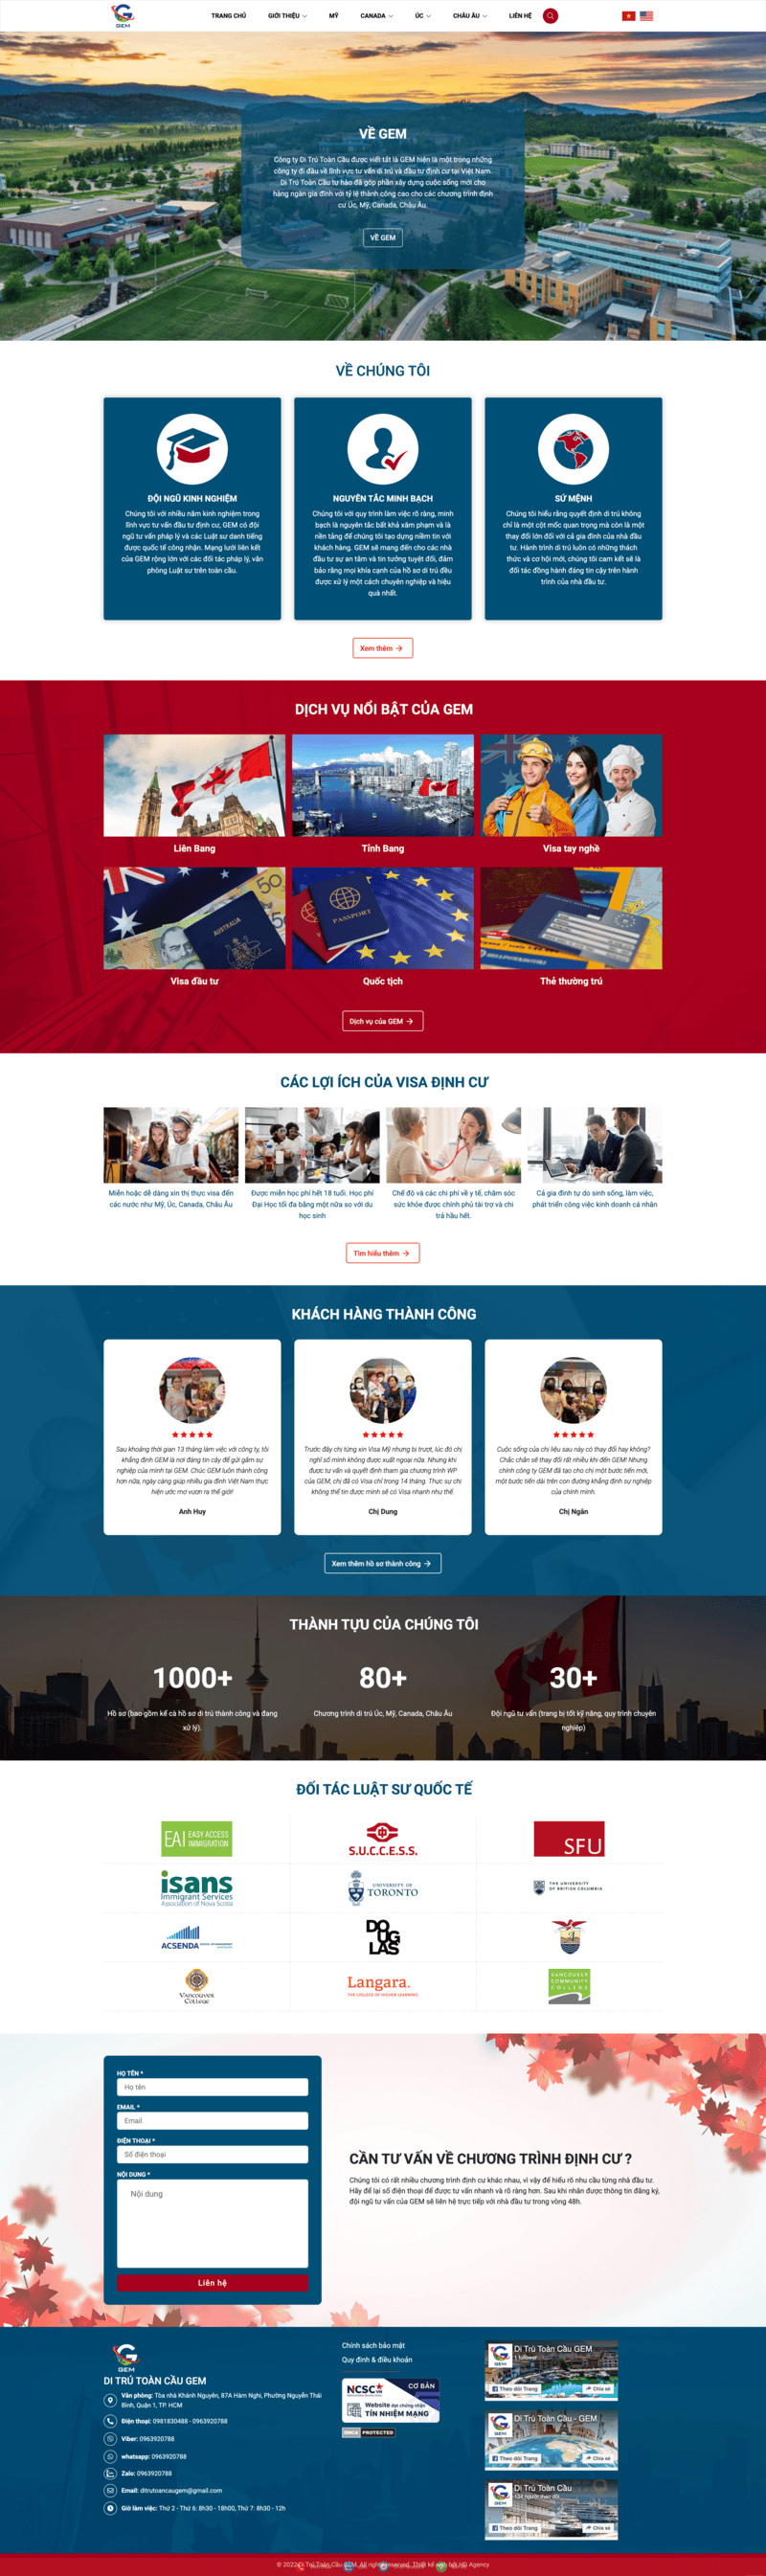 GEM
TRANG CHỦ
GIỚI THIỆU
MỸ
CANADA
ÚC
CHÂU ÂU
LIÊN HỆ
VỀ GEM
Công ty Di Trú Toàn Cầu được viết tắt là GEM hiện là một trong những
công ty đi đầu về lĩnh vực tư vấn di trú và đầu tư định cư tại Việt Nam.
Di Trú Toàn Cầu tự hào đã góp phần xây dựng cuộc sống mới cho
hàng ngàn gia đình với tỷ lệ thành công cao cho các chương trình định
cư Úc, Mỹ, Canada, Châu Âu.
VỀ GEM
VỀ CHÚNG TÔI
ĐỘI NGŨ KINH NGHIỆM
Chúng tôi với nhiều năm kinh nghiệm trong
lĩnh vực tư vấn đầu tư định cư, GEM có đội
ngũ tư vấn pháp lý và các Luật sư danh tiếng
được quốc tế công nhận. Mạng lưới liên kết
của GEM rộng lớn với các đối tác pháp lý, văn
phòng Luật sư trên toàn cầu.
NGUYÊN TẮC MINH BẠCH
Chúng tôi với quy trình làm việc rõ ràng, minh
bạch là nguyên tắc bất khả xâm phạm và là
nền tảng để chúng tôi tạo dựng niềm tin với
khách hàng. GEM sẽ mang đến cho các nhà
đầu tư sự an tâm và tin tưởng tuyệt đối, đảm
bảo rằng mọi khía cạnh của hồ sơ di trú đều
được xử lý một cách chuyên nghiệp và hiệu
quả nhất.
SỨ MỆNH
Chúng tôi hiểu rằng quyết định di trú không
chỉ là một cột mốc quan trọng mà còn là một
thay đổi lớn đối với cả gia đình của nhà đầu
tư. Hành trình di trú luôn có những thách
thức và cơ hội mới, chúng tôi cam kết sẽ là
đối tác đồng hành đáng tin cậy trên hành
trình của nhà đầu tư.
Xem thêm →
DỊCH VỤ NỔI BẬT CỦA GEM
Liên Bang
Tỉnh Bang
Visa tay nghề
AUSTRALIA
PASSPORT
Visa đầu tư
Quốc tịch
Thẻ thường trú
Dịch vụ của GEM →
CÁC LỢI ÍCH CỦA VISA ĐỊNH CƯ
Miễn hoặc dễ dàng xin thị thực visa đến
các nước như Mỹ, Úc, Canada, Châu Âu
Được miễn học phí hết 18 tuổi. Học phí
Đại Học tối đa bằng một nửa so với du
học sinh
Chế độ và các chi phí về y tế, chăm sóc
sức khỏe được chính phủ tài trợ và chi
trả hầu hết.
Cả gia đình tự do sinh sống, làm việc,
phát triển công việc kinh doanh cá nhân
Tìm hiểu thêm →
KHÁCH HÀNG THÀNH CÔNG
Sau khoảng thời gian 13 tháng làm việc với công ty, tôi
khẳng định GEM là nơi đáng tin cậy để gửi gắm sự
nghiệp của mình tại GEM. Chúc GEM luôn thành công
hơn nữa, ngày càng giúp nhiều gia đình Việt Nam thực
hiện ước mơ vươn ra thế giới!
Anh Huy
Trước đây chị từng xin Visa Mỹ nhưng bị trượt, lúc đó chị
nghĩ số mình không được xuất ngoại nữa. Nhưng khi
được tư vấn và quyết định tham gia chương trình WP
của GEM, chị đã có Visa chỉ trong 14 tháng. Thực sự chị
không thể tin được mình sẽ có Visa nhanh như thế.
Chị Dung
Cuộc sống của chị liệu sau này có thay đổi hay không?
Chắc chắn sẽ thay đổi rất nhiều khi đến GEM! Nhưng
chính công ty GEM đã tạo cho chị một bước tiến mới,
một bước tiến dài trên con đường khẳng định sự nghiệp
của chính mình.
Chị Ngân
Xem thêm hồ sơ thành công →
THÀNH TỰU CỦA CHÚNG TÔI
1000+
Hồ sơ (bao gồm kể cả hồ sơ di trú thành công và đang
xử lý).
80+
Chương trình di trú Úc, Mỹ, Canada, Châu Âu
30+
Đội ngũ tư vấn (trang bị tốt kỹ năng, quy trình chuyên
nghiệp)
ĐỐI TÁC LUẬT SƯ QUỐC TẾ
EAI EASY ACCESS
IMMIGRATION
S.U.C.C.E.S.S.
SFU
isans
Immigrant Services
Association of Nova Scotia
UNIVERSITY OF
TORONTO
THE UNIVERSITY
OF BRITISH COLUMBIA
ACSENDA
DO
UG
LAS
Vancouver
College
Langara.
THE COLLEGE OF HIGHER LEARNING.
VANCOUVER
COMMUNITY
COLLEGE
HỌ TÊN *
Họ tên
EMAIL *
Email
ĐIỆN THOẠI *
Số điện thoại
NỘI DUNG *
Nội dung
Liên hệ
CẦN TƯ VẤN VỀ CHƯƠNG TRÌNH ĐỊNH CƯ ?
Chúng tôi có rất nhiều chương trình định cư khác nhau, vì vậy để hiểu rõ nhu cầu từng nhà đầu tư.
Hãy để lại số điện thoại để được tư vấn nhanh và rõ ràng hơn. Sau khi nhận được thông tin đăng ký,
đội ngũ tư vấn của GEM sẽ liên hệ trực tiếp với nhà đầu tư trong vòng 48h.
GEM
DI TRÚ TOÀN CẦU GEM
Văn phòng: Tòa nhà Khánh Nguyên, 87A Hàm Nghi, Phường Nguyễn Thái
Bình, Quận 1, TP. HCM
Điện thoại: 0981830488 - 0963920788
Viber: 0963920788
whatsapp: 0963920788
Zalo: 0963920788
Email: ditrutoancaugem@gmail.com
Giờ làm việc: Thứ 2 - Thứ 6: 8h30 - 18h00, Thứ 7: 8h30 - 12h
Chính sách bảo mật
Quy định & điều khoản
NCSC VN
CƠ BẢN
Website đạt chứng nhận
TÍN NHIỆM MẠNG
DMCA PROTECTED
Di Trú Toàn Cầu GEM
1 follower
Theo dõi Trang
Chia sẻ
Di Trú Toàn Cầu - GEM
Theo dõi Trang
Chia sẻ
Di Trú Toàn Cầu
Theo dõi Trang
Chia sẻ